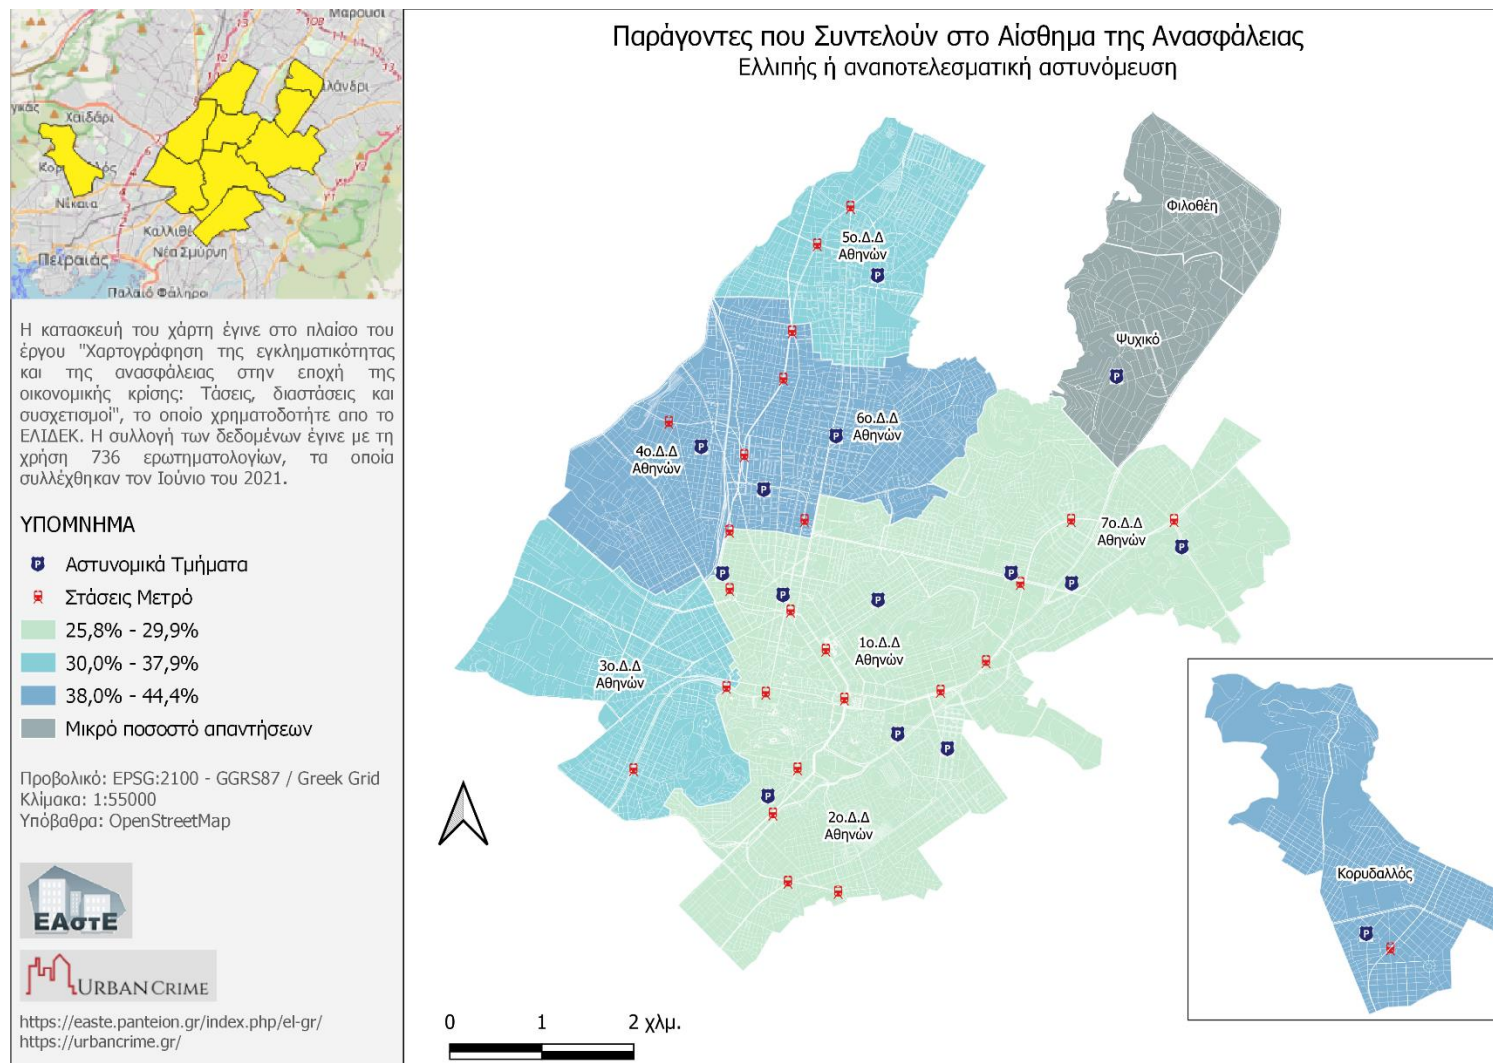 Παράγοντες που Συντελούν στο Αίσθημα της Ανασφάλειας
Ελλιπής ή αναποτελεσματική αστυνόμευση
Μαρούσι
Χαϊδάρι
Νίκαια
Νέα Σμύρνη
Πειραιάς
Παλαιό Φάληρο
Η κατασκευή του χάρτη έγινε στο πλαίσο του
έργου "Χαρτογράφηση της εγκληματικότητας
και της ανασφάλειας στην εποχή της
οικονομικής κρίσης: Τάσεις, διαστάσεις και
συσχετισμοί", το οποίο χρηματοδοτήτε απο το
ΕΛΙΔΕΚ. Η συλλογή των δεδομένων έγινε με τη
χρήση 736 ερωτηματολογίων, τα οποία
συλλέχθηκαν τον Ιούνιο του 2021.
ΥΠΟΜΝΗΜΑ
P Αστυνομικά Τμήματα
Στάσεις Μετρό
25,8% - 29,9%
30,0% - 37,9%
38,0% - 44,4%
Μικρό ποσοστό απαντήσεων
Προβολικό: EPSG:2100 - GGRS87 / Greek Grid
Κλίμακα: 1:55000
Υπόβαθρα: OpenStreetMap
ΕΑστΕ
URBAN CRIME
https://easte.panteion.gr/index.php/el-gr/
https://urbancrime.gr/
Φιλοθέη
Ψυχικό
5ο.Δ.Δ
Αθηνών
6ο.Δ.Δ
Αθηνών
4ο.Δ.Δ
Αθηνών
7ο.Δ.Δ
Αθηνών
3ο.Δ.Δ
Αθηνών
1ο.Δ.Δ
Αθηνών
2ο.Δ.Δ
Αθηνών
Κορυδαλλός
0 1 2 χλμ.